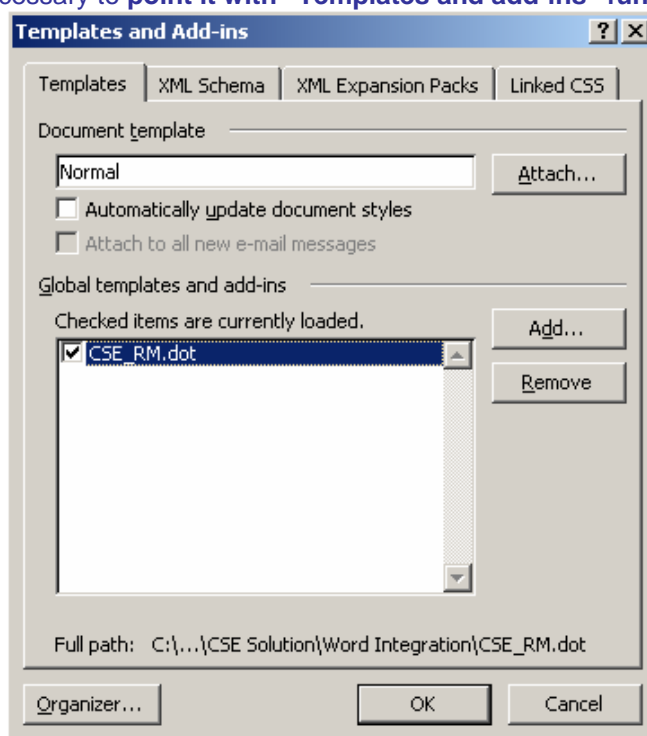 to point it with "Templates and add-ins"
Templates and Add-ins
Templates XML Schema XML Expansion Packs Linked CSS
Document template
Normal Attach...
Automatically update document styles
Attach to all new e-mail messages
Global templates and add-ins
Checked items are currently loaded. Add...
CSE_RM.dot
Remove
Full path: C:\...\CSE Solution\Word Integration\CSE_RM.dot
Organizer... OK Cancel